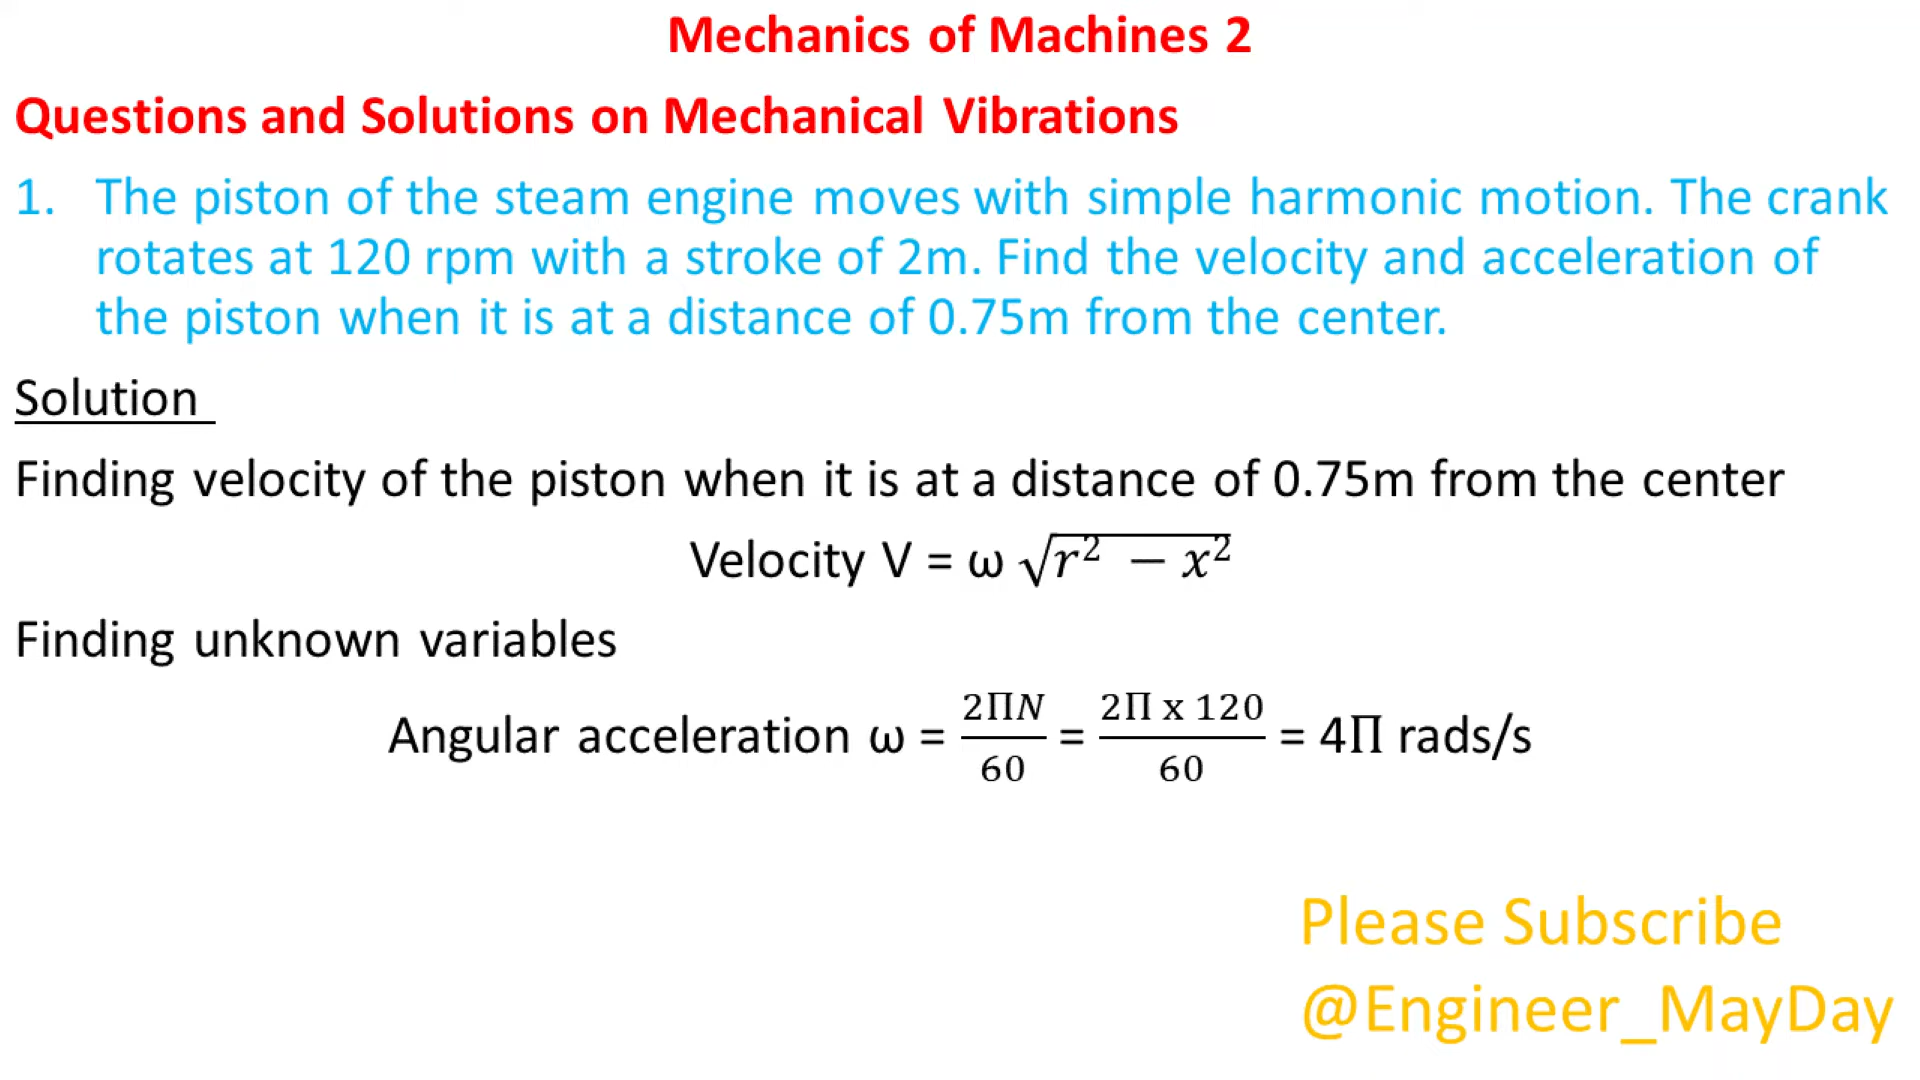 Mechanics of Machines 2
Questions and Solutions on Mechanical Vibrations
1. The piston of the steam engine moves with simple harmonic motion. The crank
rotates at 120 rpm with a stroke of 2m. Find the velocity and acceleration of
the piston when it is at a distance of 0.75m from the center.
Solution
Finding velocity of the piston when it is at a distance of 0.75m from the center
Velocity V = ω √(r² − x²)
Finding unknown variables
Angular acceleration ω = 2ΠN/60 = 2Π x 120/60 = 4Π rads/s
Please Subscribe
@Engineer_MayDay